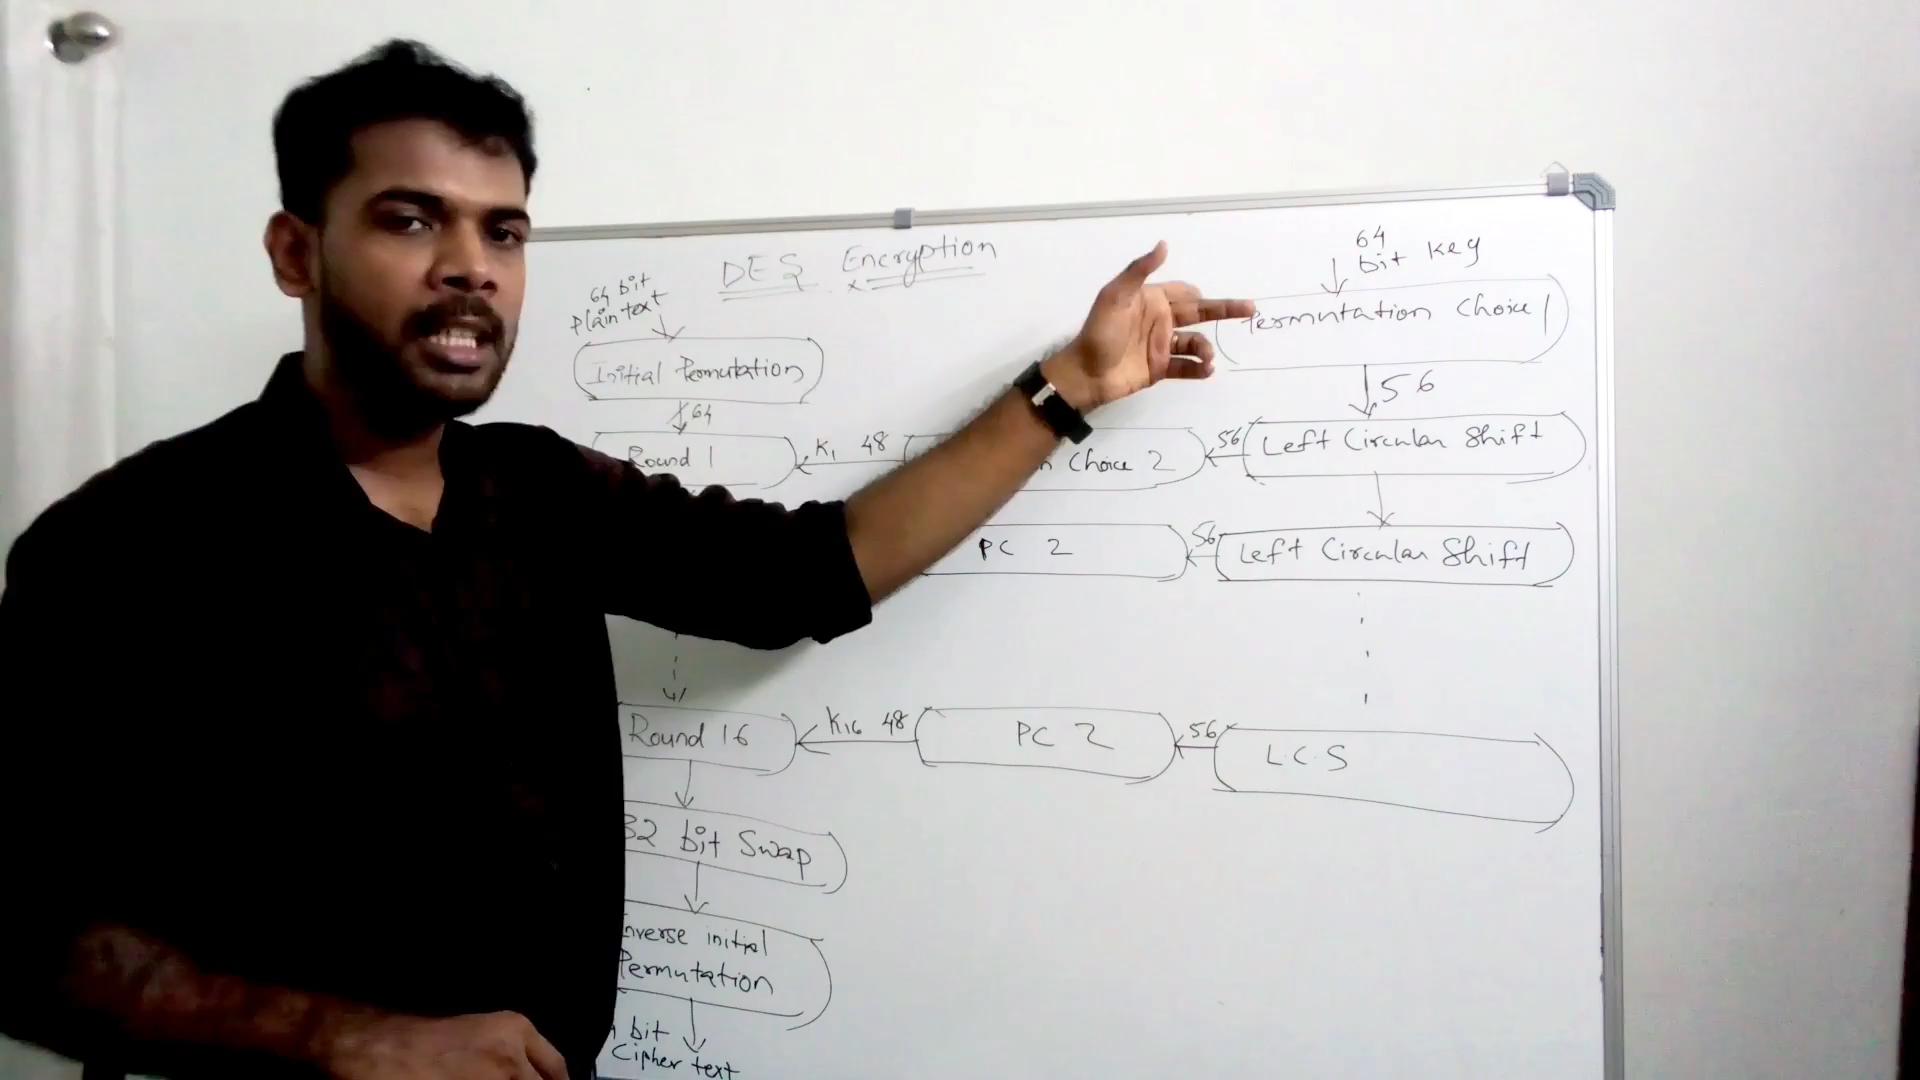 DES Encryption
64 bit
Plain text
Initial Permutation
64
Round 1
K1 48
Choice 2
56
64
bit key
Permutation Choice 1
56
Left Circular Shift
PC 2
56
Left Circular Shift
Round 16
K16 48
PC 2
56
L.C.S
32 bit Swap
Inverse initial
Permutation
bit
Cipher text